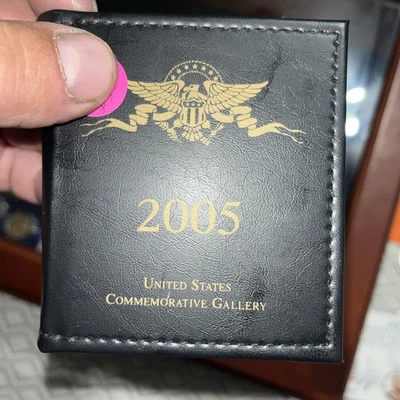 2005
UNITED STATES
COMMEMORATIVE GALLERY